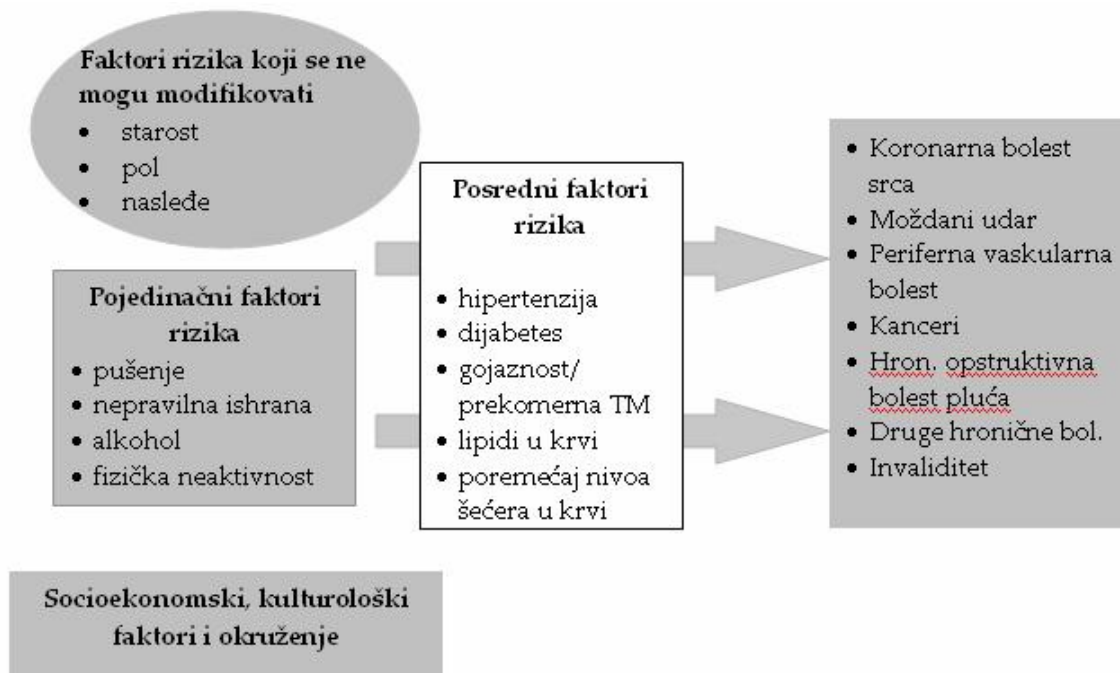 Faktori rizika koji se ne
mogu modifikovati
• starost
• pol
• nasleđe
Pojedinačni faktori
rizika
• pušenje
• nepravilna ishrana
• alkohol
• fizička neaktivnost
Socioekonomski, kulturološki
faktori i okruženje
Posredni faktori
rizika
• hipertenzija
• dijabetes
• gojaznost/
prekomerna TM
• lipidi u krvi
• poremećaj nivoa
šećera u krvi
• Koronarna bolest
srca
• Moždani udar
• Periferna vaskularna
bolest
• Kanceri
• Hron. opstruktivna
bolest pluća
• Druge hronične bol.
• Invaliditet